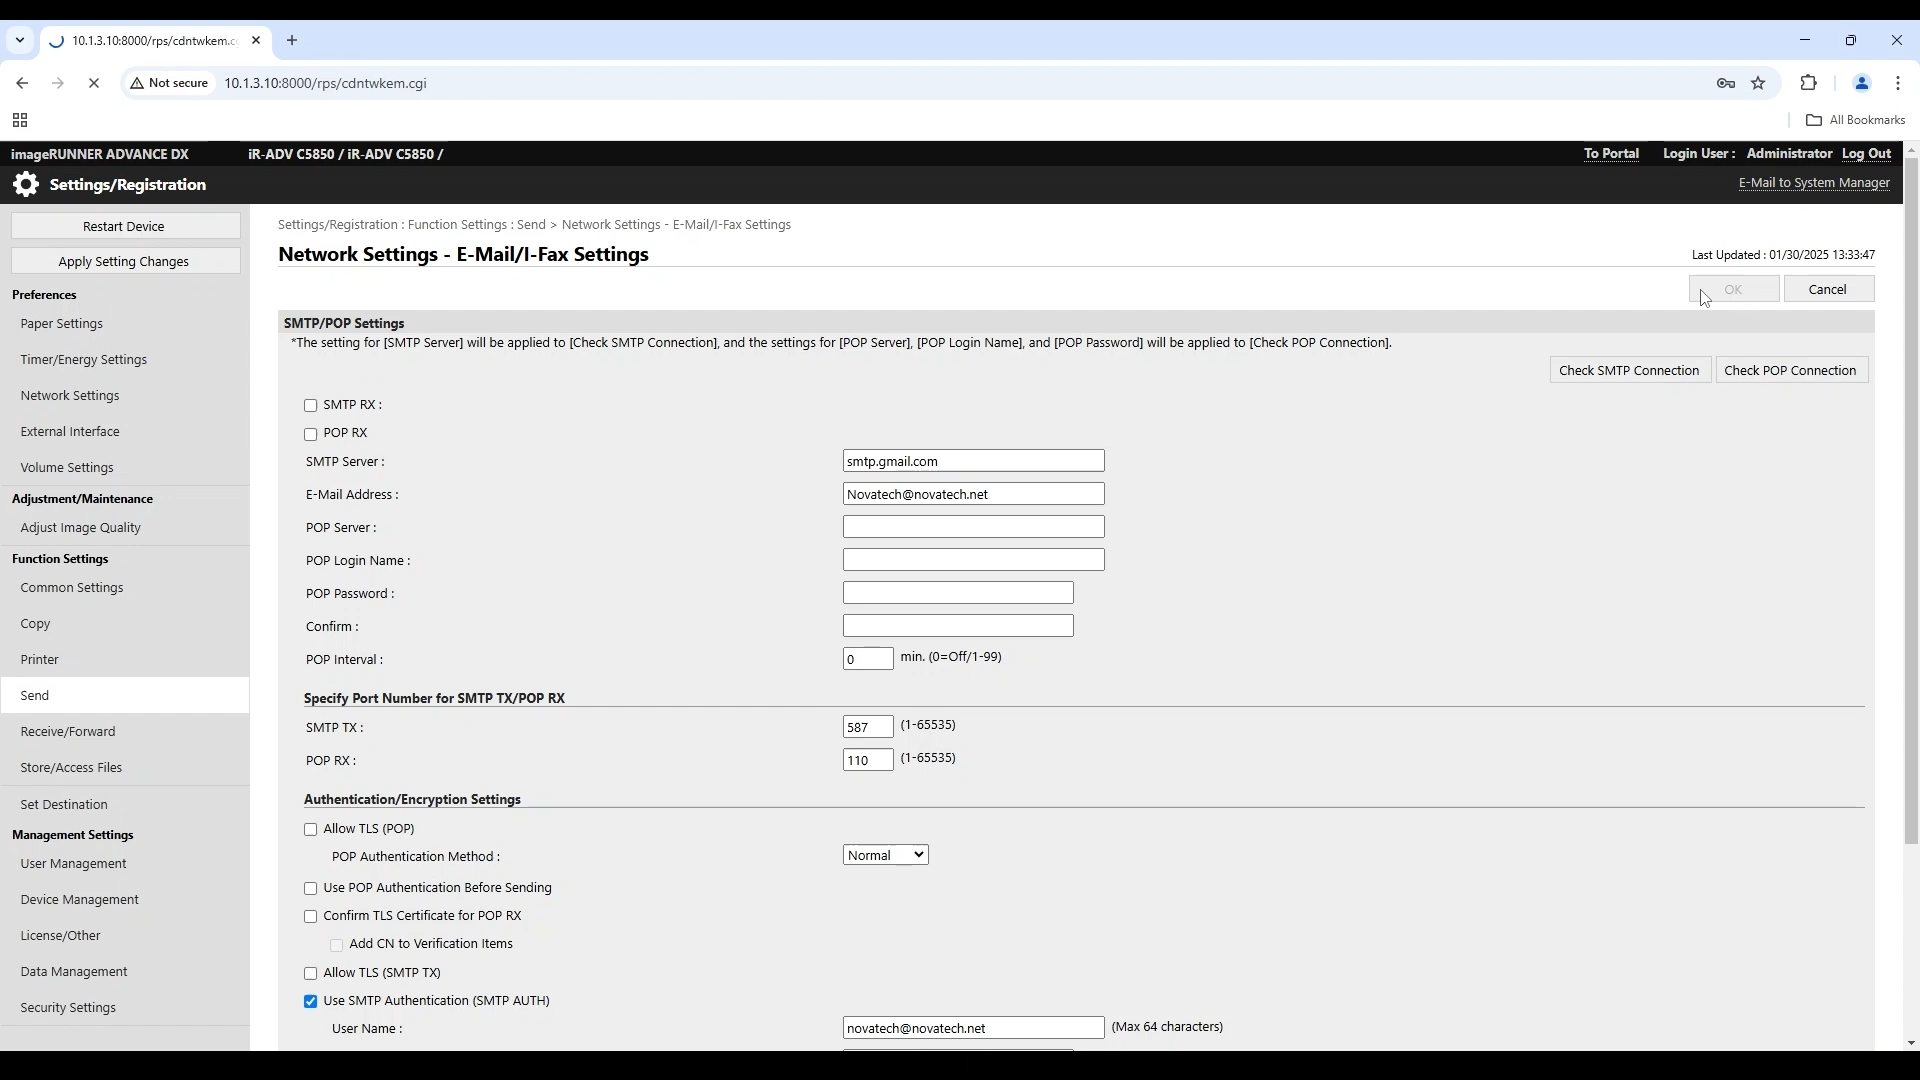 10.1.3.10:8000/rps/cdntwkem.c
Not secure
10.1.3.10:8000/rps/cdntwkem.cgi
All Bookmarks
imageRUNNER ADVANCE DX
iR-ADV C5850 / iR-ADV C5850 /
To Portal
Login User : Administrator
Log Out
Settings/Registration
E-Mail to System Manager
Restart Device
Apply Setting Changes
Preferences
Paper Settings
Timer/Energy Settings
Network Settings
External Interface
Volume Settings
Adjustment/Maintenance
Adjust Image Quality
Function Settings
Common Settings
Copy
Printer
Send
Receive/Forward
Store/Access Files
Set Destination
Management Settings
User Management
Device Management
License/Other
Data Management
Security Settings
Settings/Registration : Function Settings : Send > Network Settings - E-Mail/I-Fax Settings
Network Settings - E-Mail/I-Fax Settings
Last Updated : 01/30/2025 13:33:47
OK
Cancel
SMTP/POP Settings
*The setting for [SMTP Server] will be applied to [Check SMTP Connection], and the settings for [POP Server], [POP Login Name], and [POP Password] will be applied to [Check POP Connection].
Check SMTP Connection
Check POP Connection
SMTP RX :
POP RX
SMTP Server : smtp.gmail.com
E-Mail Address : Novatech@novatech.net
POP Server :
POP Login Name :
POP Password :
Confirm :
POP Interval : 0 min. (0=Off/1-99)
Specify Port Number for SMTP TX/POP RX
SMTP TX : 587 (1-65535)
POP RX : 110 (1-65535)
Authentication/Encryption Settings
Allow TLS (POP)
POP Authentication Method : Normal
Use POP Authentication Before Sending
Confirm TLS Certificate for POP RX
Add CN to Verification Items
Allow TLS (SMTP TX)
Use SMTP Authentication (SMTP AUTH)
User Name : novatech@novatech.net (Max 64 characters)